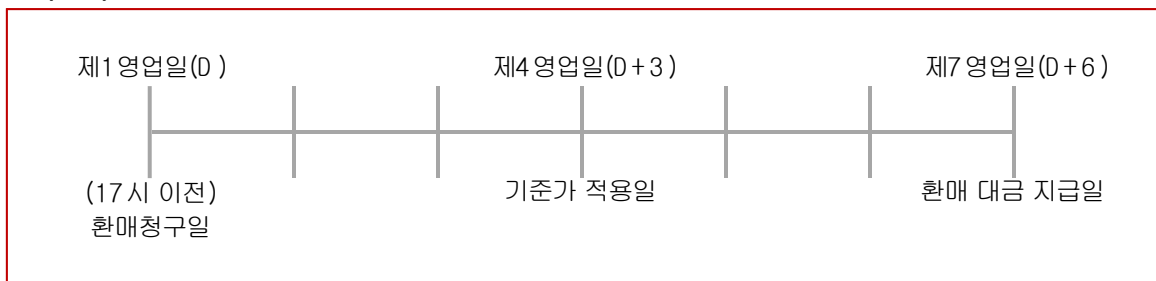 제1영업일(D ) 제4영업일(D+3 ) 제7영업일(D+6 )
(17시 이전) 기준가 적용일 환매 대금 지급일
환매청구일